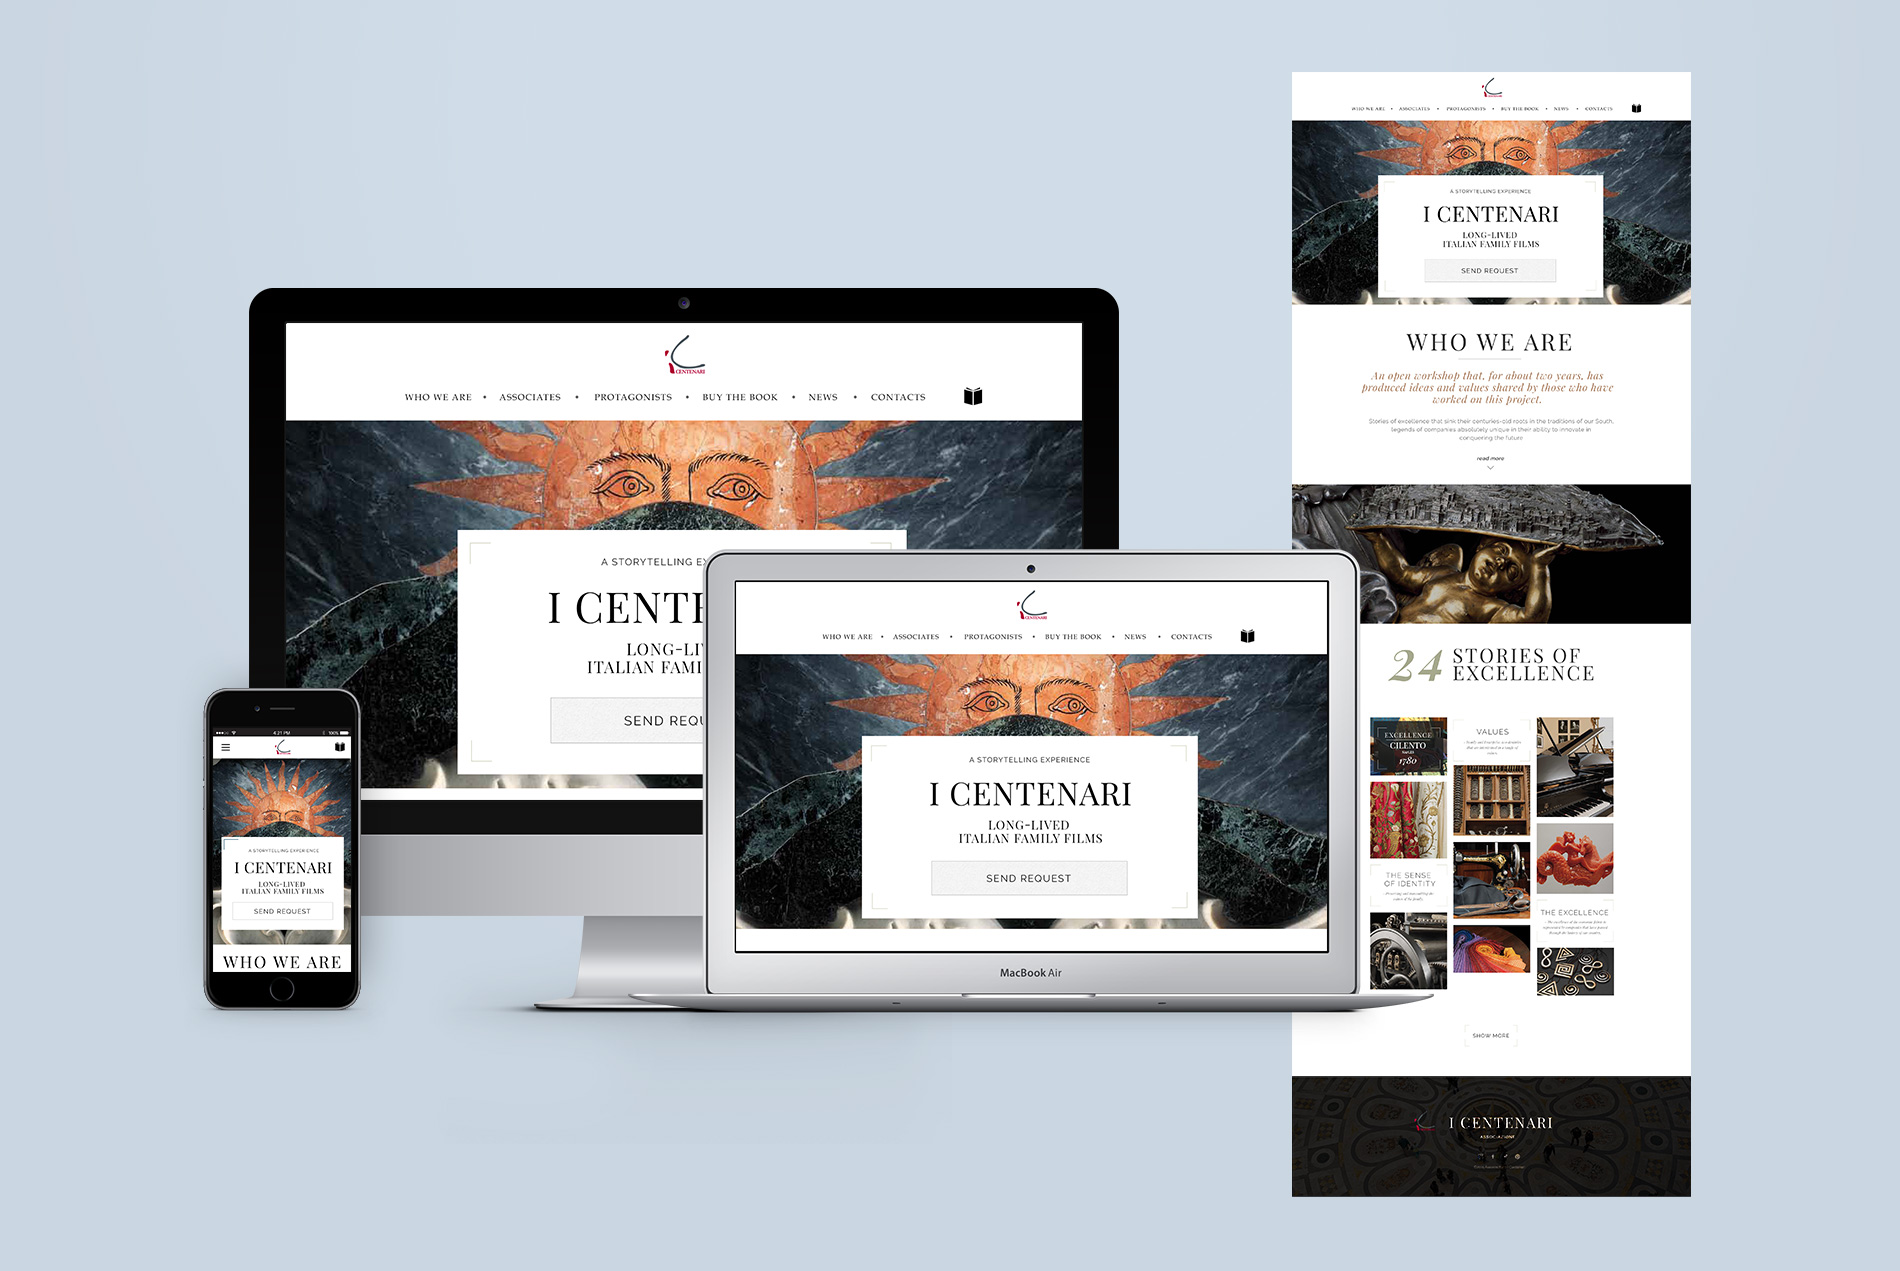 CENTENARI
WHO WE ARE • ASSOCIATES • PROTAGONISTS • BUY THE BOOK • NEWS • CONTACTS
A STORYTELLING
I CENTE
LONG-LI
ITALIAN FAMI
SEND REQU
4:21 PM
100%
A STORYTELLING EXPERIENCE
I CENTENARI
LONG-LIVED
ITALIAN FAMILY FILMS
SEND REQUEST
WHO WE ARE
CENTENARI
WHO WE ARE • ASSOCIATES • PROTAGONISTS • BUY THE BOOK • NEWS • CONTACTS
A STORYTELLING EXPERIENCE
I CENTENARI
LONG-LIVED
ITALIAN FAMILY FILMS
SEND REQUEST
MacBook Air
WHO WE ARE • ASSOCIATES • PROTAGONISTS • BUY THE BOOK • NEWS • CONTACTS
A STORYTELLING EXPERIENCE
I CENTENARI
LONG-LIVED
ITALIAN FAMILY FILMS
SEND REQUEST
WHO WE ARE
An open workshop that, for about two years, has
produced ideas and values shared by those who have
worked on this project.
Stories of excellence that sink their centuries-old roots in the traditions of our South,
legends of companies absolutely unique in their ability to innovate in
conquering the future
read more
24 STORIES OF
EXCELLENCE
EXCELLENCE
CILENTO
1780
VALUES
THE SENSE
OF IDENTITY
THE EXCELLENCE
SHOW MORE
I CENTENARI
ASSOCIAZIONE